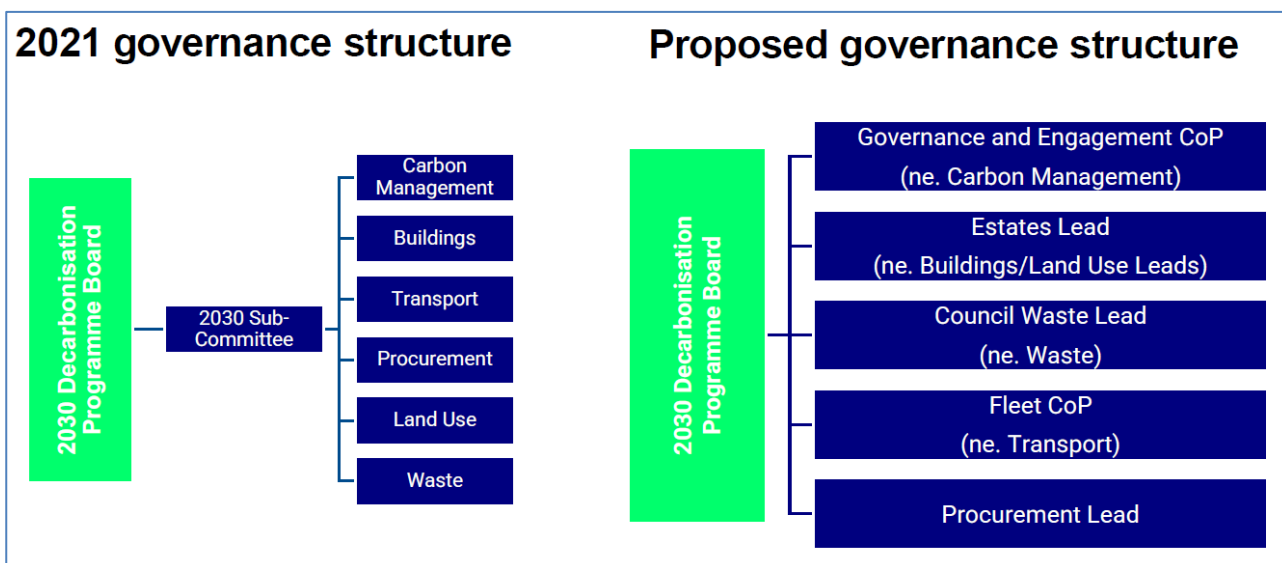 2021 governance structure
2030 Decarbonisation
Programme Board
2030 Sub-
Committee
Carbon
Management
Buildings
Transport
Procurement
Land Use
Waste
Proposed governance structure
2030 Decarbonisation
Programme Board
Governance and Engagement CoP
(ne. Carbon Management)
Estates Lead
(ne. Buildings/Land Use Leads)
Council Waste Lead
(ne. Waste)
Fleet CoP
(ne. Transport)
Procurement Lead